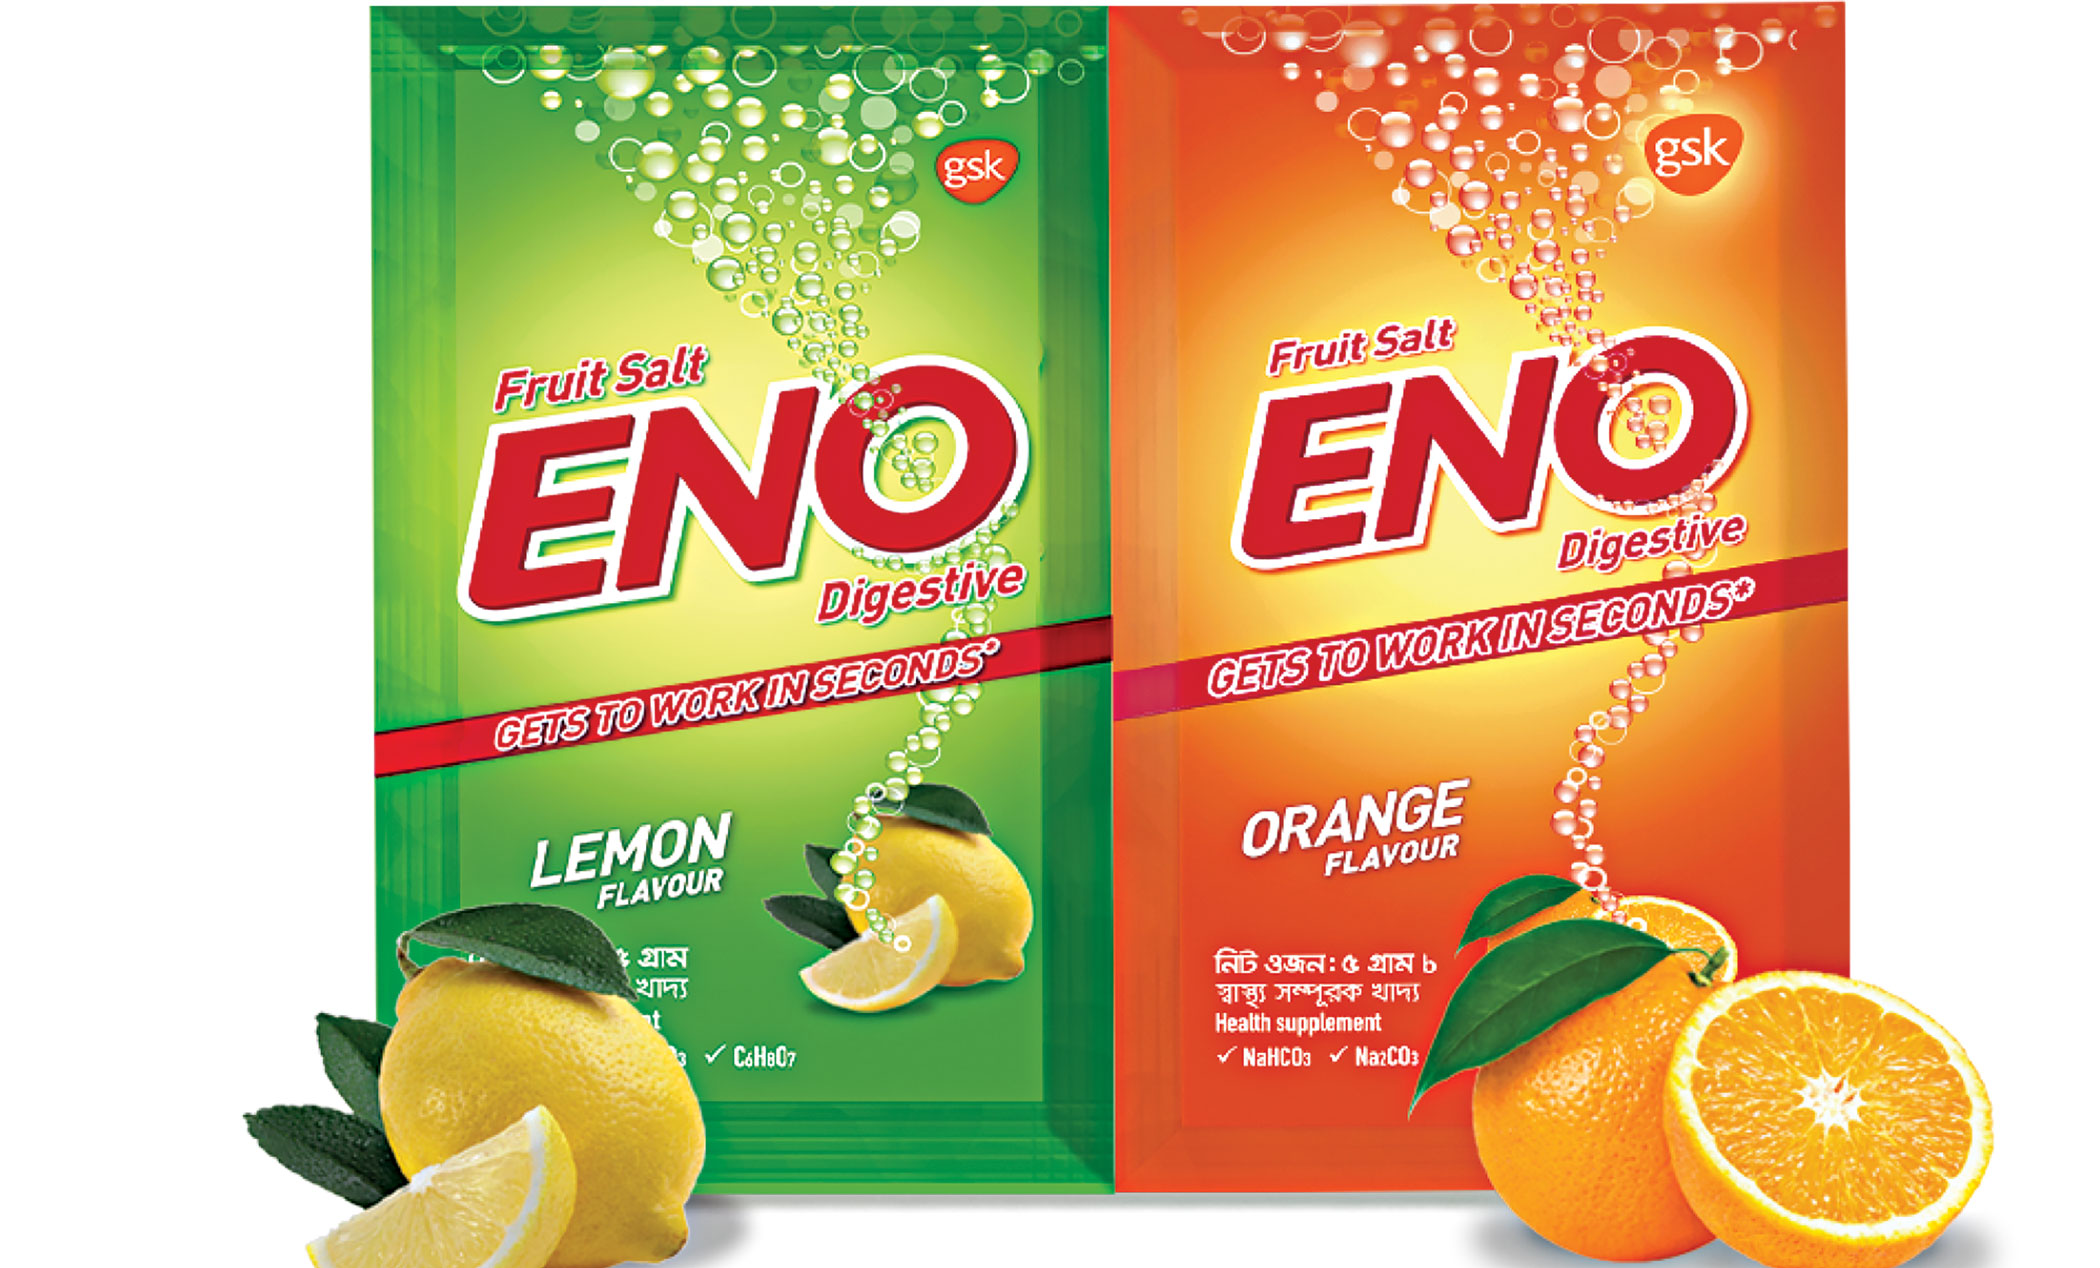 gsk
Fruit Salt
ENO
Digestive
GETS TO WORK IN SECONDS*
LEMON
FLAVOUR
গ্রাম
খাদ্য
C6H8O7
gsk
Fruit Salt
ENO
Digestive
GETS TO WORK IN SECONDS*
ORANGE
FLAVOUR
নিট ওজন: ৫ গ্রাম ৮
স্বাস্থ্য সম্পূরক খাদ্য
Health supplement
✓ NaHCO3 ✓ Na2CO3